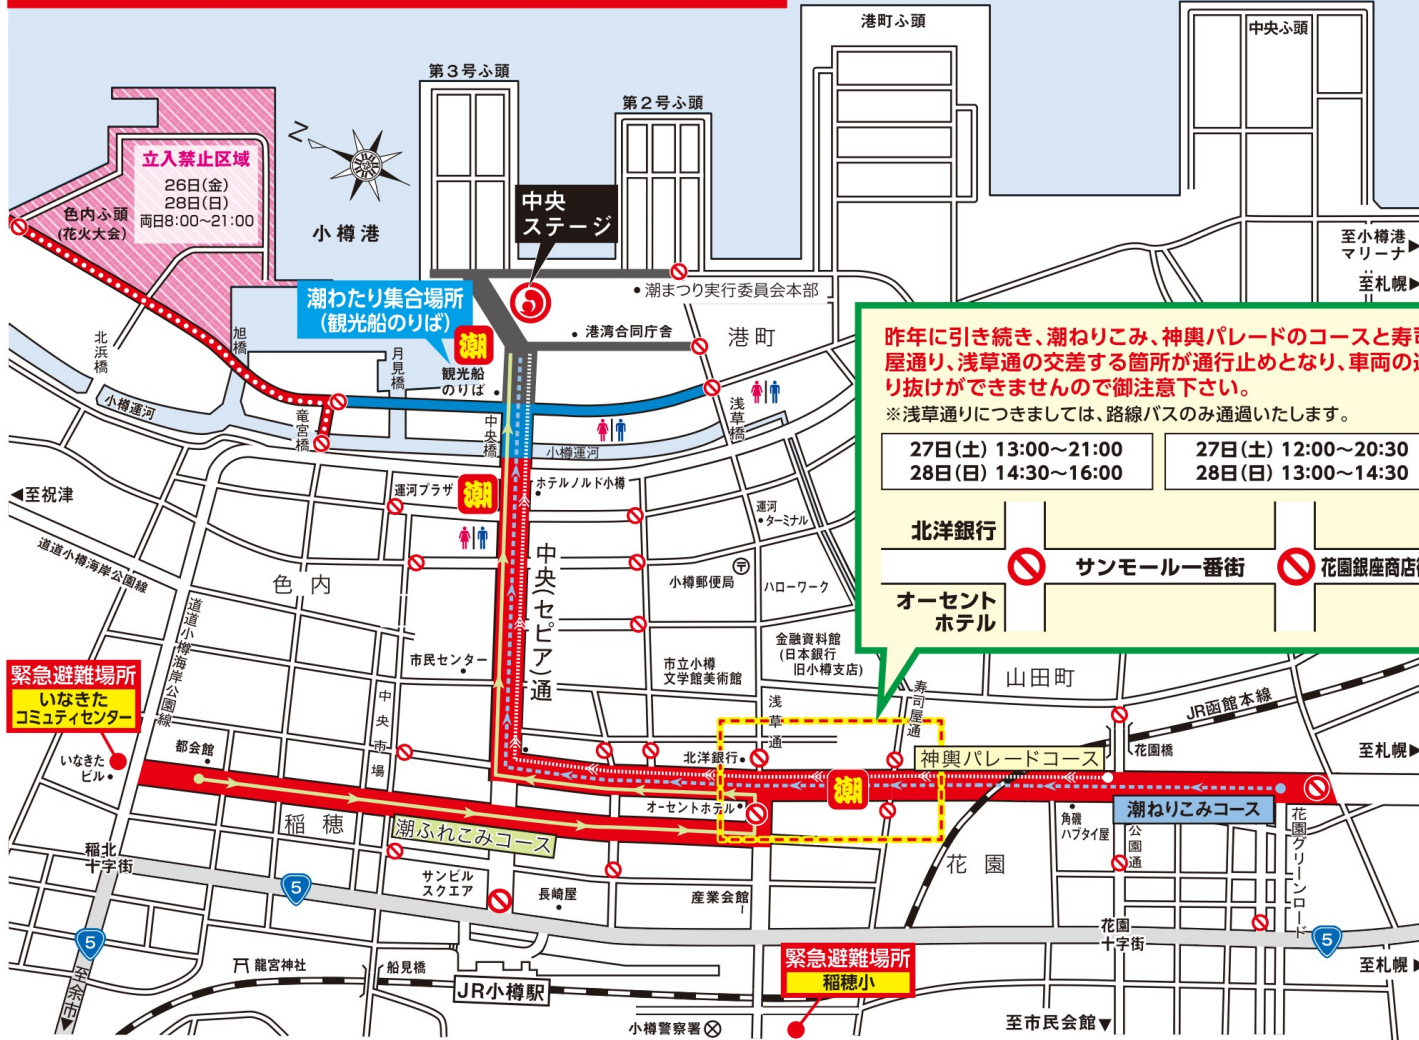 港町ふ頭
中央ふ頭
第3号ふ頭
第2号ふ頭
立入禁止区域
26日(金)
28日(日)
両日8:00〜21:00
色内ふ頭
(花火大会)
N
小樽港
中央
ステージ
至小樽港
マリーナ▶
至札幌▶
潮わたり集合場所
(観光船のりば)
潮
観光船
のりば
•潮まつり実行委員会本部
•港湾合同庁舎
港町
北浜橋
旭橋
月見橋
小樽運河
竜宮橋
中央橋
浅草橋
小樽運河
昨年に引き続き、潮ねりこみ、神輿パレードのコースと寿司
屋通り、浅草通の交差する箇所が通行止めとなり、車両の通
り抜けができませんので御注意下さい。
※浅草通りにつきましては、路線バスのみ通過いたします。
27日(土) 13:00〜21:00
28日(日) 14:30〜16:00
27日(土) 12:00〜20:30
28日(日) 13:00〜14:30
北洋銀行
サンモール一番街
花園銀座商店街
オーセント
ホテル
◀至祝津
運河プラザ
潮
ホテルノルド小樽
運河
•ターミナル
道道小樽海岸公園線
色内
道道小樽海岸公園線
中央(セピア)通
小樽郵便局
ハローワーク
市民センター
市立小樽
文学館美術館
金融資料館
(日本銀行
旧小樽支店)
緊急避難場所
いなきた
コミュティセンター
いなきた
ビル•
都会館
中央市場
浅草通
寿司屋通
山田町
JR函館本線
北洋銀行•
神輿パレードコース
花園橋
至札幌▶
オーセントホテル
潮
潮ねりこみコース
稲穂
潮ふれこみコース
角磯
ハブタイ屋
公園通
花園グリーンロード
稲北
十字街
5
サンビル
スクエア
長崎屋
産業会館
花園
花園
十字街
5
5
至札幌▶
至余市▶
龍宮神社
船見橋
JR小樽駅
緊急避難場所
稲穂小
小樽警察署
至市民会館▼